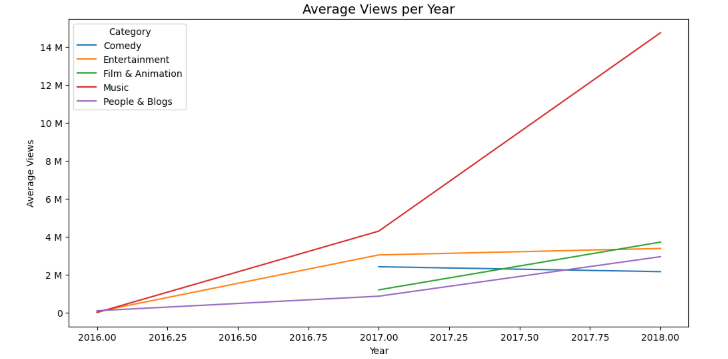 Average Views per Year
Category
Comedy
Entertainment
Film & Animation
Music
People & Blogs
14 M
12 M
10 M
8 M
6 M
4 M
2 M
0
Average Views
2016.00 2016.25 2016.50 2016.75 2017.00 2017.25 2017.50 2017.75 2018.00
Year